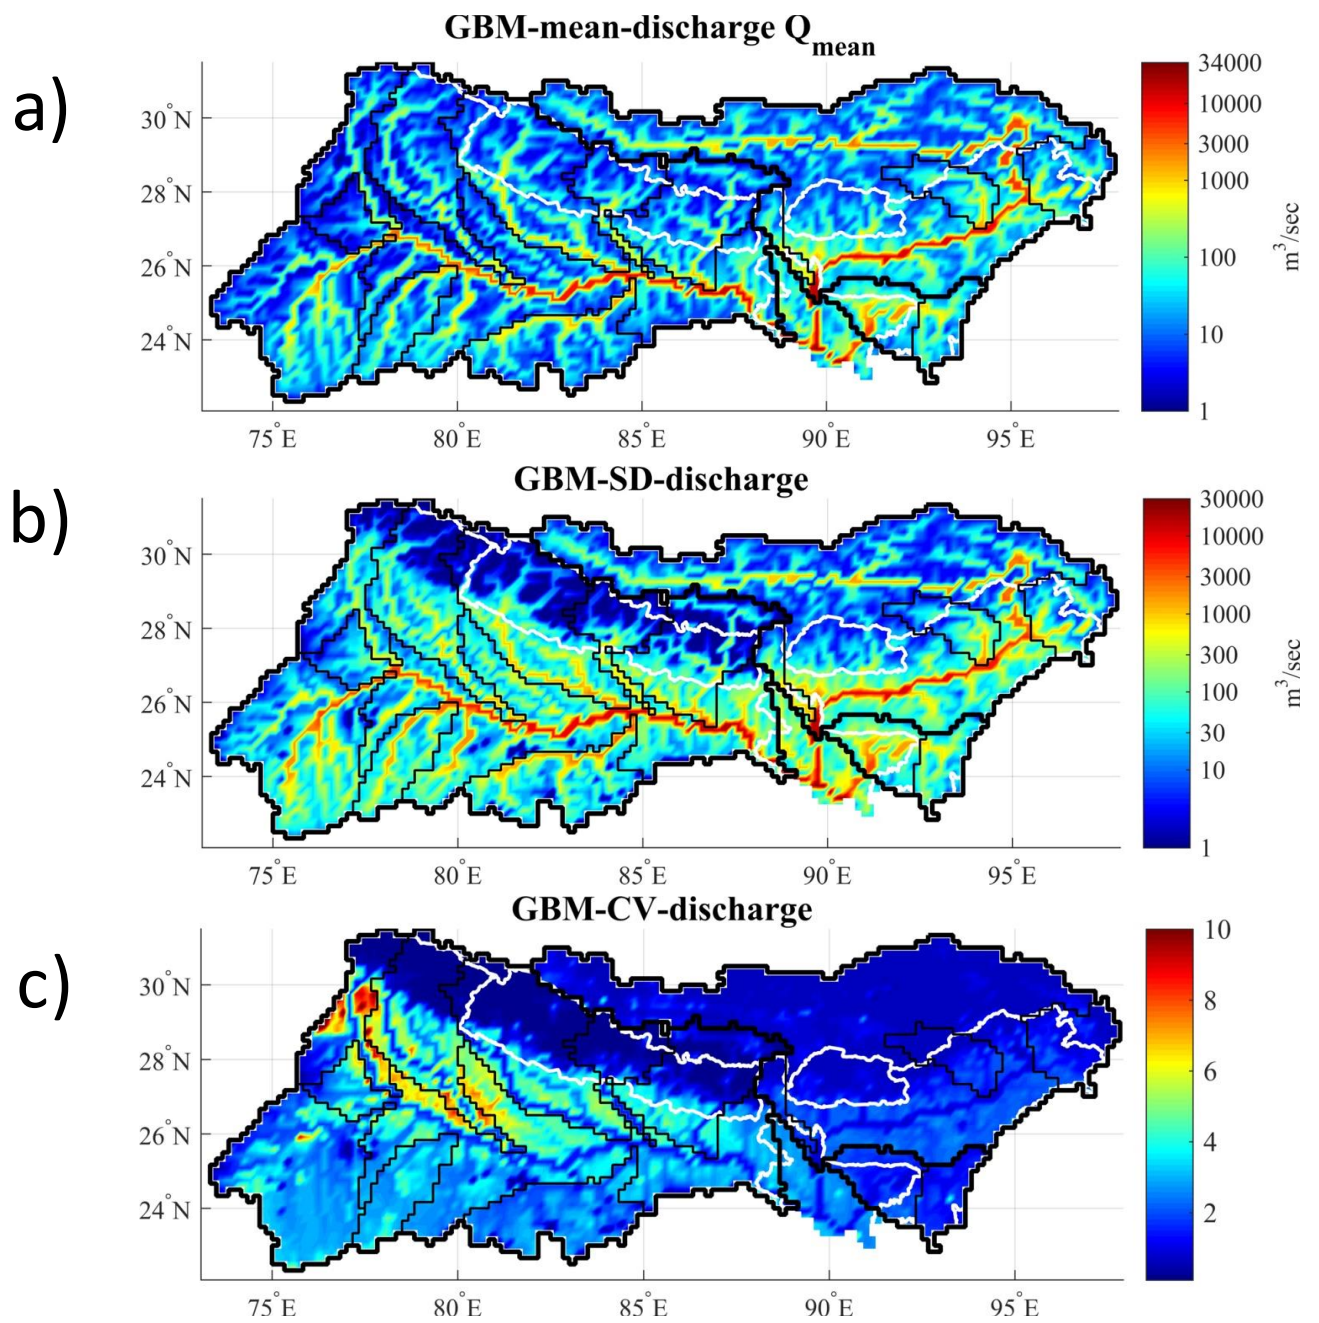 a)
GBM-mean-discharge Qmean
30°N
28°N
26°N
24°N
75°E 80°E 85°E 90°E 95°E
34000
10000
3000
1000
100
10
1
m³/sec
b)
GBM-SD-discharge
30°N
28°N
26°N
24°N
75°E 80°E 85°E 90°E 95°E
30000
10000
3000
1000
300
100
30
10
1
m³/sec
c)
GBM-CV-discharge
30°N
28°N
26°N
24°N
75°E 80°E 85°E 90°E 95°E
10
8
6
4
2